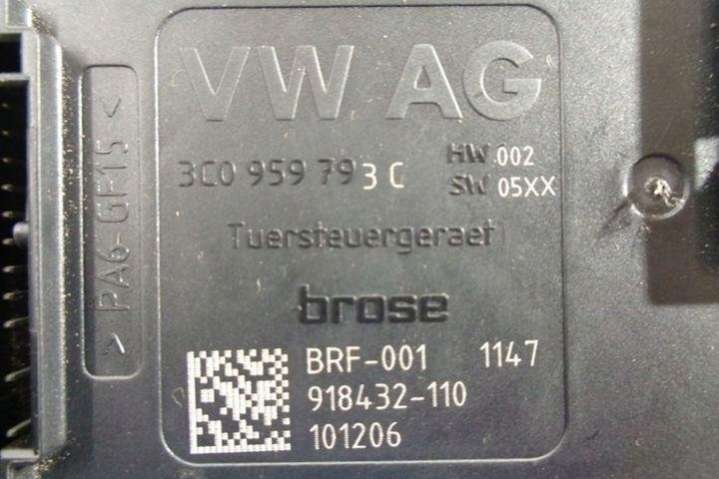 VW AG
3C0 959 793 C HW 002
SW 05XX
Tuersteuergeraet
brose
BRF-001 1147
918432-110
101206
>PA6-GF15<